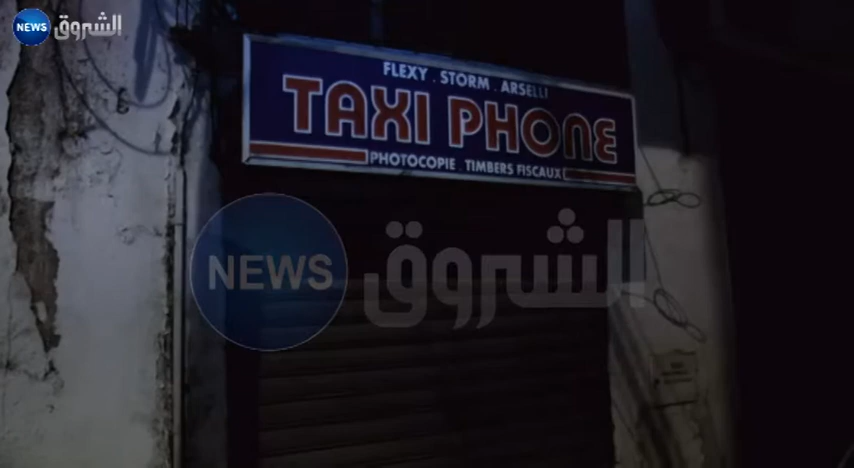 NEWS الشروق
FLEXY . STORM . ARSELLI
TAXI PHONE
PHOTOCOPIE . TIMBERS FISCAUX
NEWS الشروق